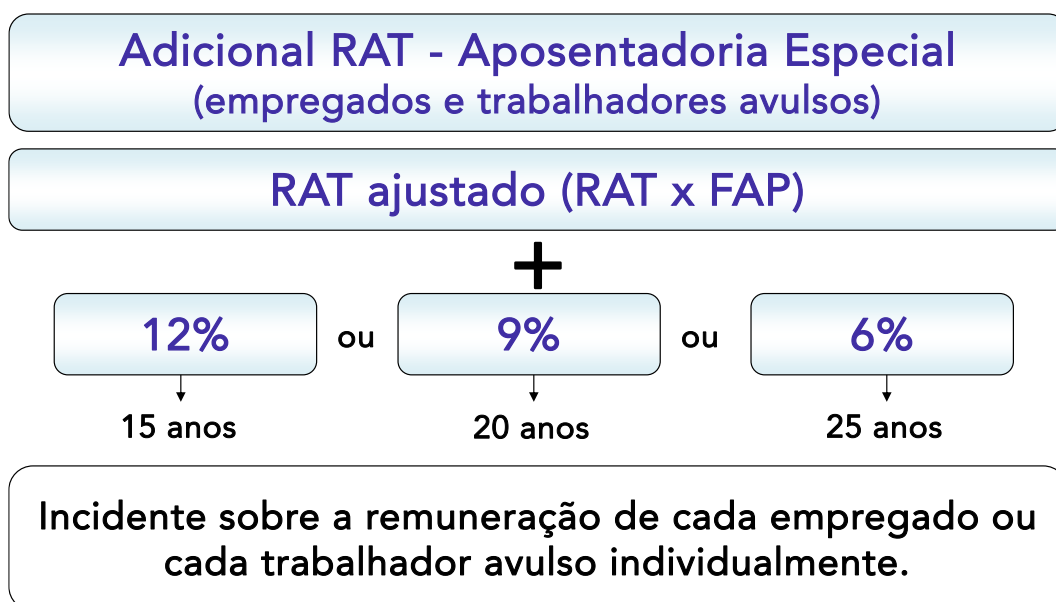 Adicional RAT - Aposentadoria Especial
(empregados e trabalhadores avulsos)
RAT ajustado (RAT x FAP)
+
12% ou 9% ou 6%
15 anos 20 anos 25 anos
Incidente sobre a remuneração de cada empregado ou
cada trabalhador avulso individualmente.